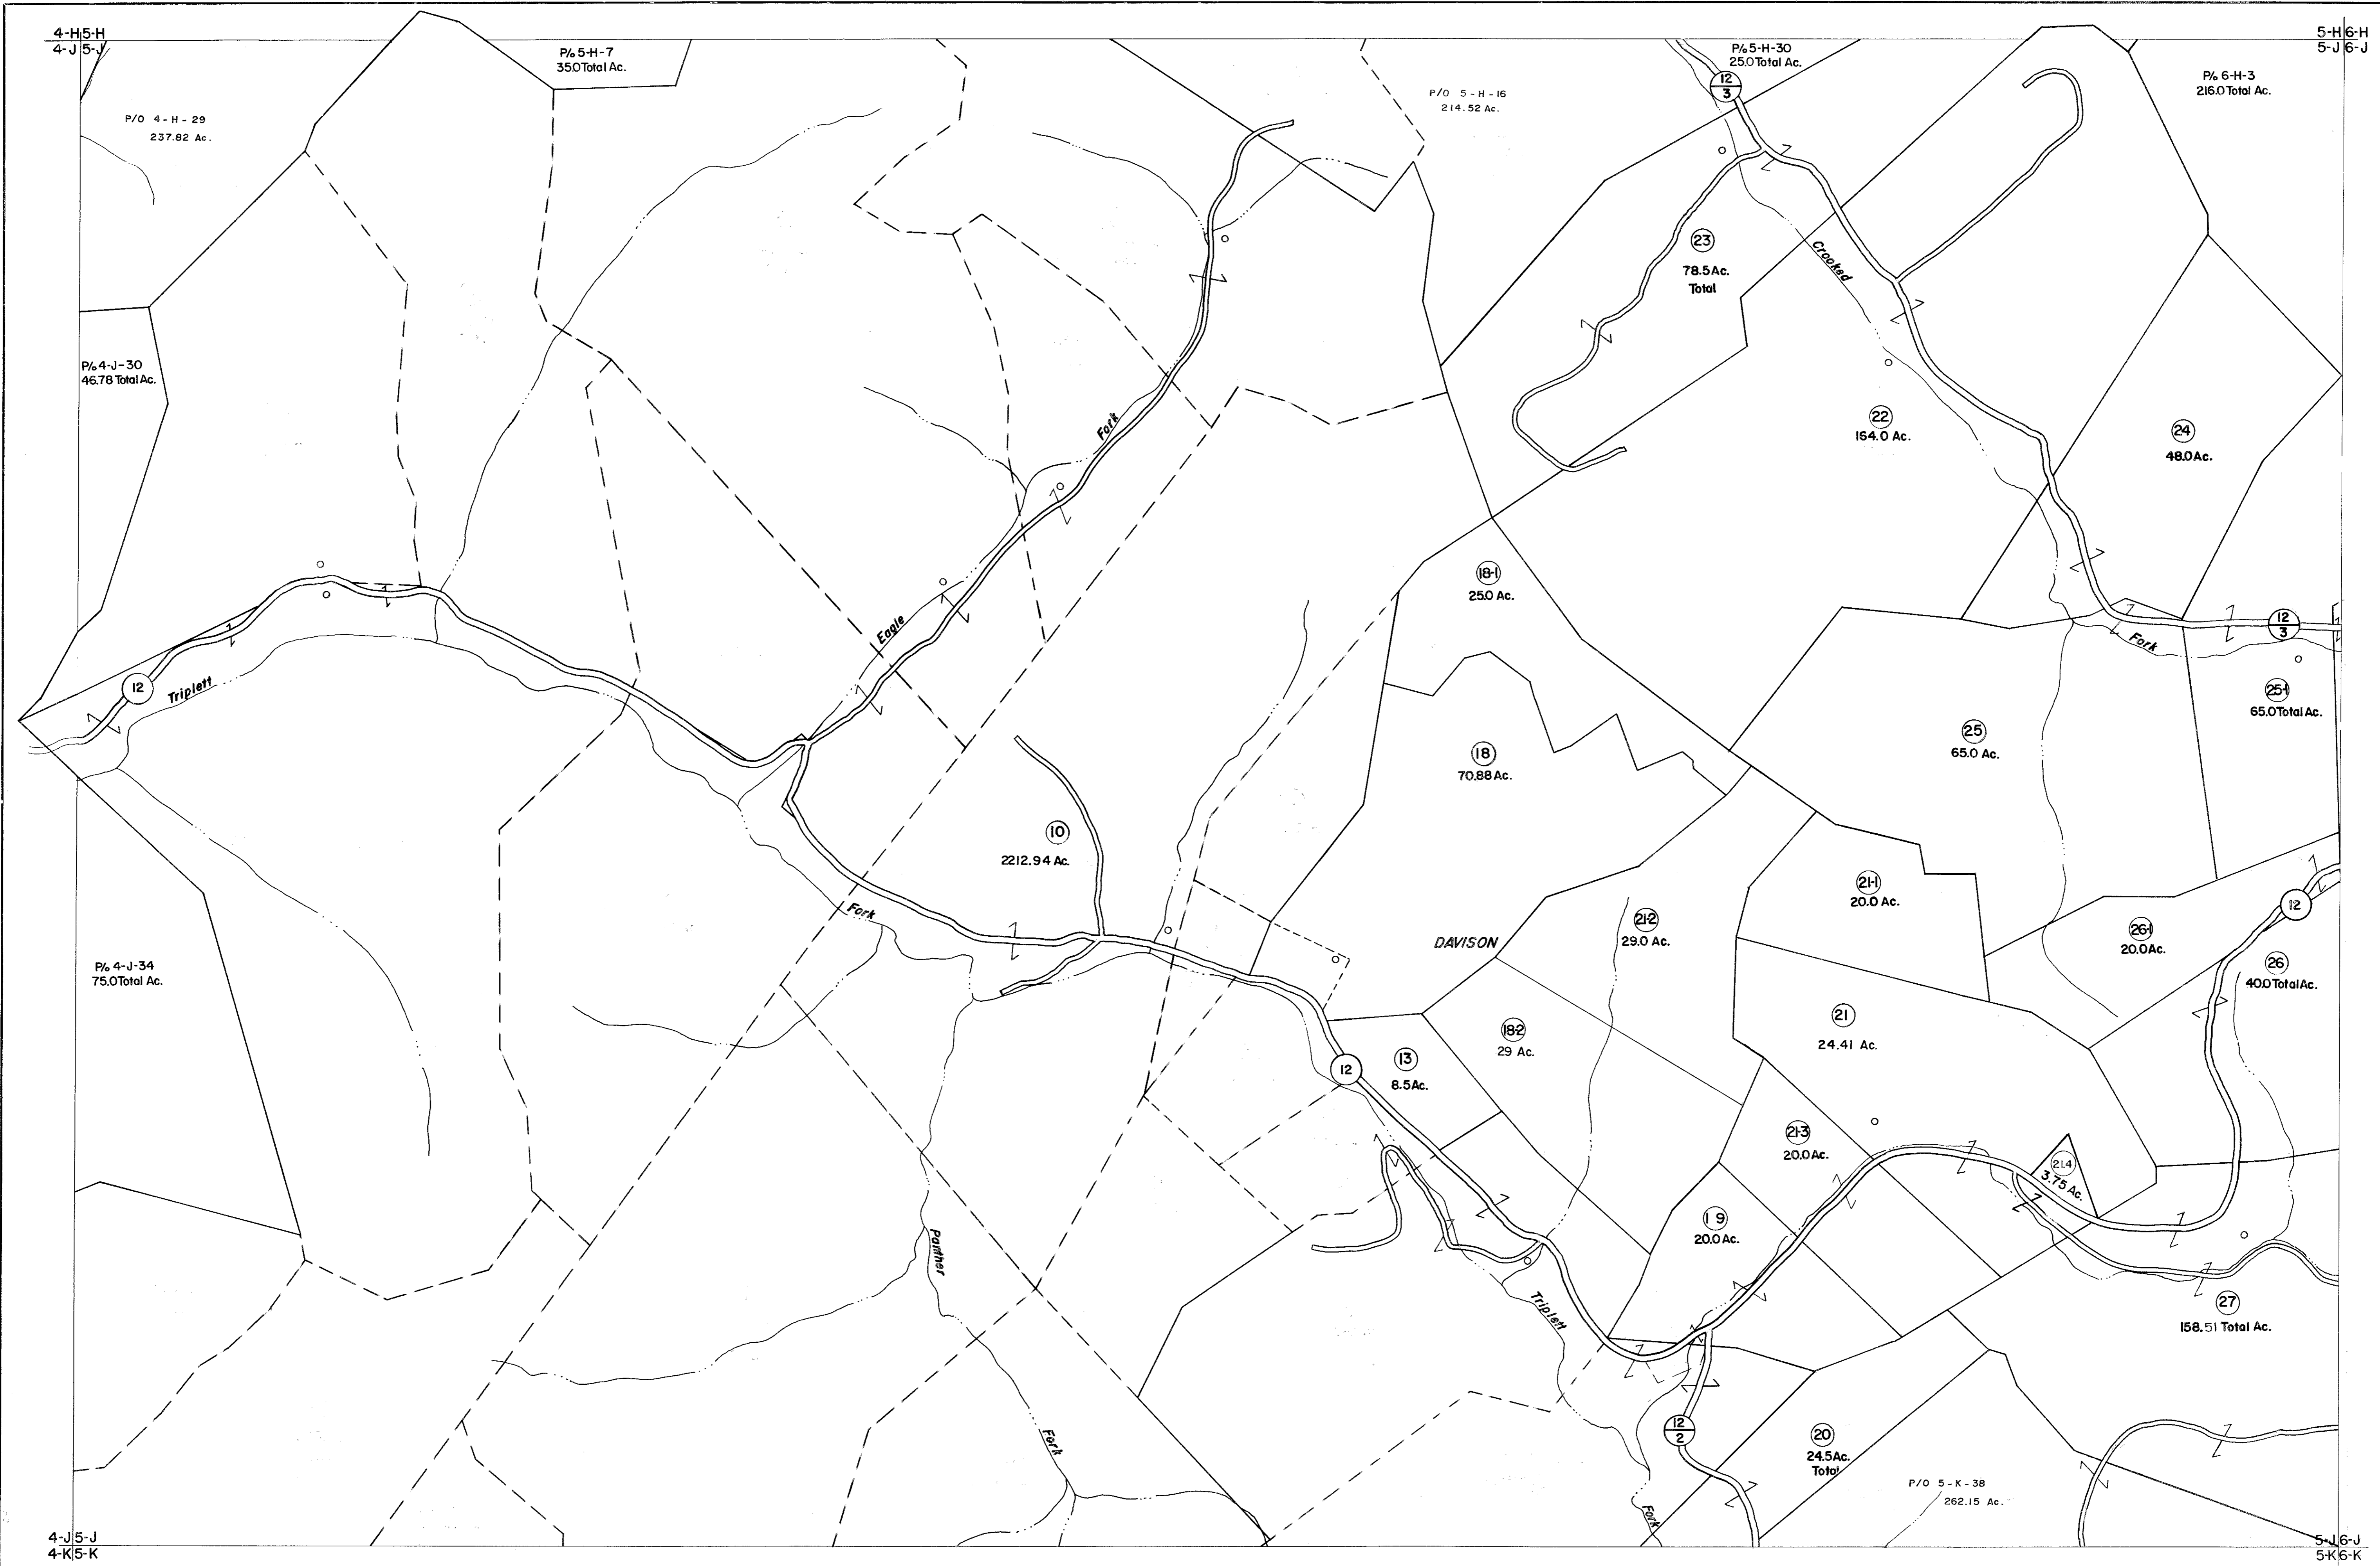 4-H 5-H
4-J 5-J
5-H 6-H
5-J 6-J
P/o 5-H-7
35.0 Total Ac.
P/O 4-H-29
237.82 Ac.
P/O 5-H-16
214.52 Ac.
P/o 5-H-30
25.0 Total Ac.
12
3
P/o 6-H-3
216.0 Total Ac.
23
78.5 Ac.
Total
Crooked
P/o 4-J-30
46.78 Total Ac.
Fork
22
164.0 Ac.
24
48.0 Ac.
18-1
25.0 Ac.
Eagle
12
3
Fork
12
Triplett
25-1
65.0 Total Ac.
25
65.0 Ac.
18
70.88 Ac.
10
2212.94 Ac.
21-1
20.0 Ac.
Fork
12
21-2
29.0 Ac.
DAVISON
26-1
20.0 Ac.
26
40.0 Total Ac.
P/o 4-J-34
75.0 Total Ac.
21
24.41 Ac.
18-2
29 Ac.
13
8.5 Ac.
12
21-3
20.0 Ac.
21.4
3.75 Ac.
19
20.0 Ac.
Panther
Triplett
27
158.51 Total Ac.
12
2
20
24.5 Ac.
Total
Fork
P/O 5-K-38
262.15 Ac.
Fork
4-J 5-J
4-K 5-K
5-J 6-J
5-K 6-K